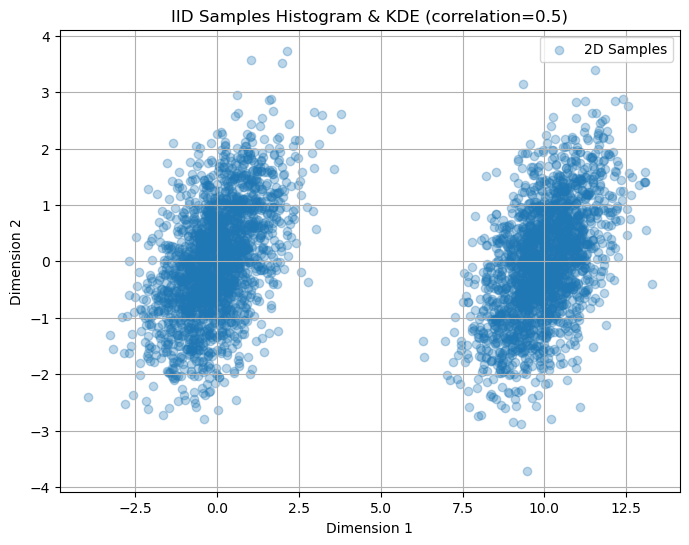 IID Samples Histogram & KDE (correlation=0.5)
2D Samples
4
3
2
1
0
−1
−2
−3
−4
Dimension 2
−2.5 0.0 2.5 5.0 7.5 10.0 12.5
Dimension 1